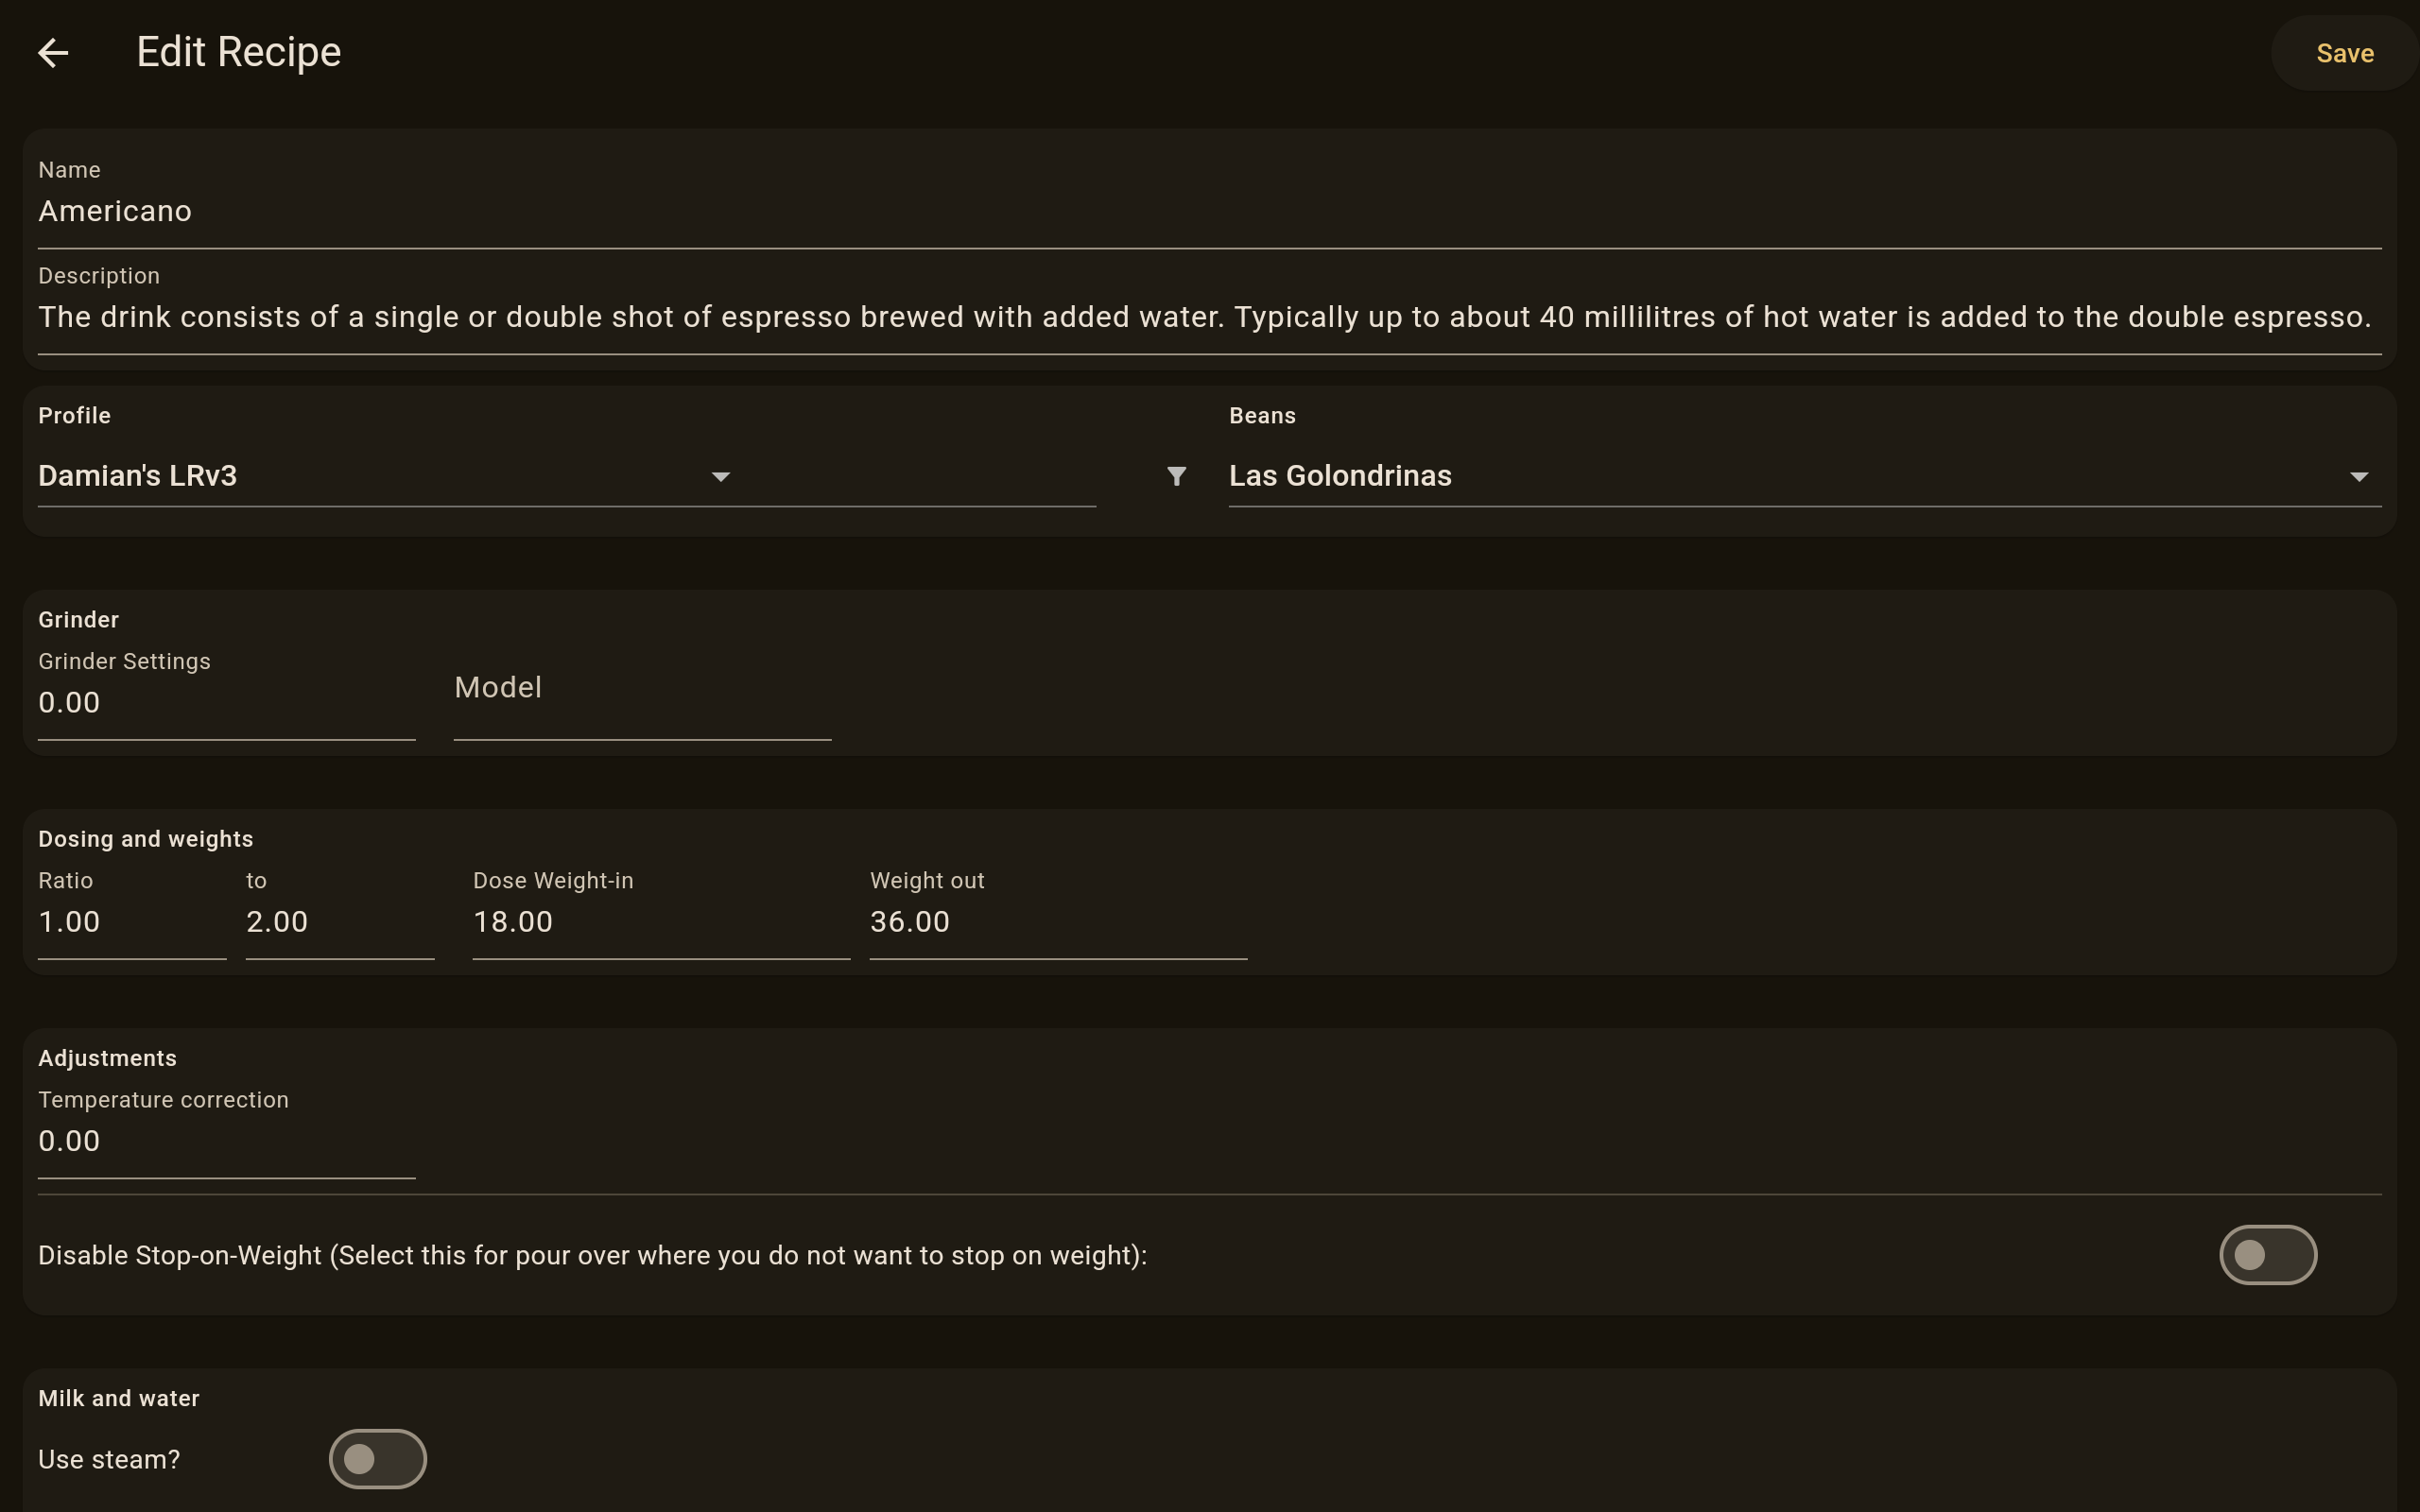 Edit Recipe
Save
Name
Americano
Description
The drink consists of a single or double shot of espresso brewed with added water. Typically up to about 40 millilitres of hot water is added to the double espresso.
Profile
Damian's LRv3
Beans
Las Golondrinas
Grinder
Grinder Settings
0.00
Model
Dosing and weights
Ratio
1.00
to
2.00
Dose Weight-in
18.00
Weight out
36.00
Adjustments
Temperature correction
0.00
Disable Stop-on-Weight (Select this for pour over where you do not want to stop on weight):
Milk and water
Use steam?